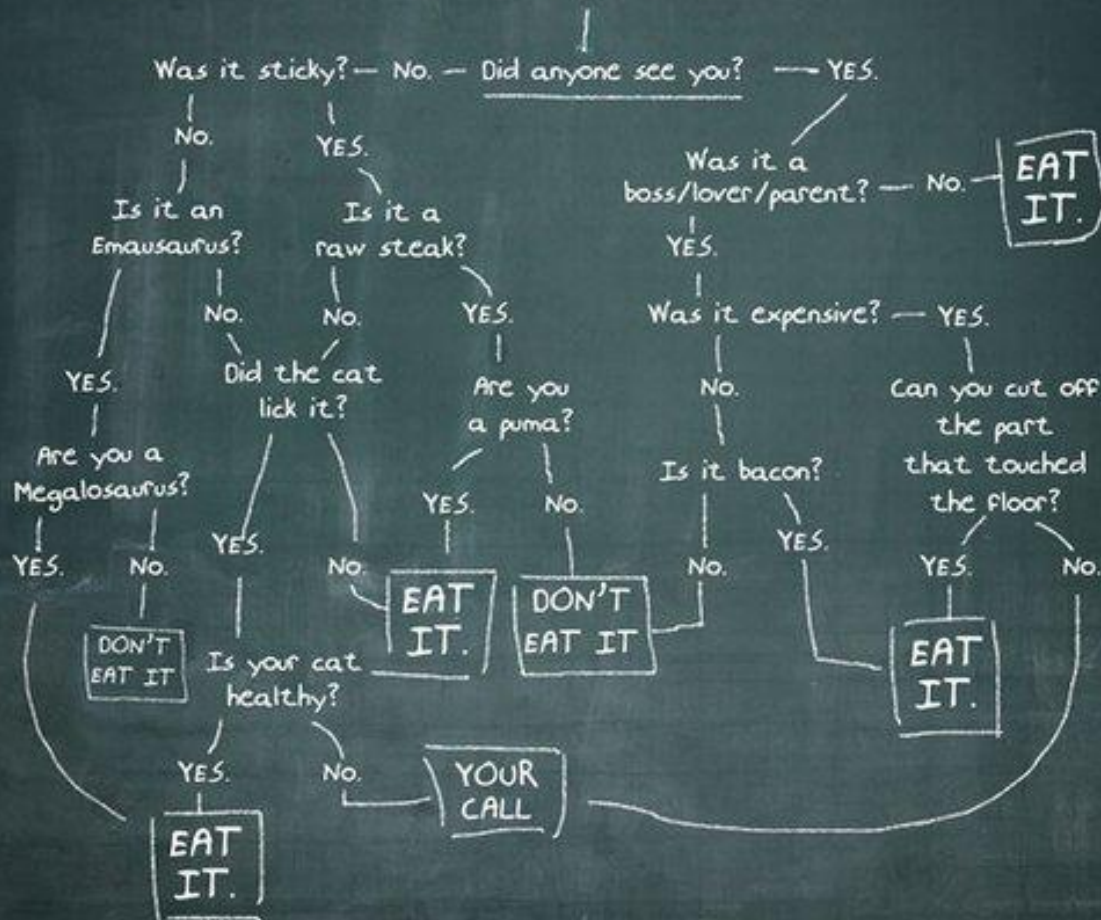 Was it sticky? No. Did anyone see you? YES.
No.
YES.
Was it a
boss/lover/parent?
No.
EAT
IT.
Is it an
Emausaurus?
Is it a
raw steak?
YES.
No.
No.
YES.
Was it expensive? YES.
YES.
Did the cat
lick it?
Are you
a puma?
No.
Can you cut off
the part
that touched
the floor?
Are you a
Megalosaurus?
Is it bacon?
YES.
No.
YES.
YES.
No.
YES.
No.
No.
YES.
No.
YES.
No.
DON'T
EAT IT
EAT
IT.
DON'T
EAT IT
EAT
IT.
Is your cat
healthy?
YES.
No.
YOUR
CALL
EAT
IT.